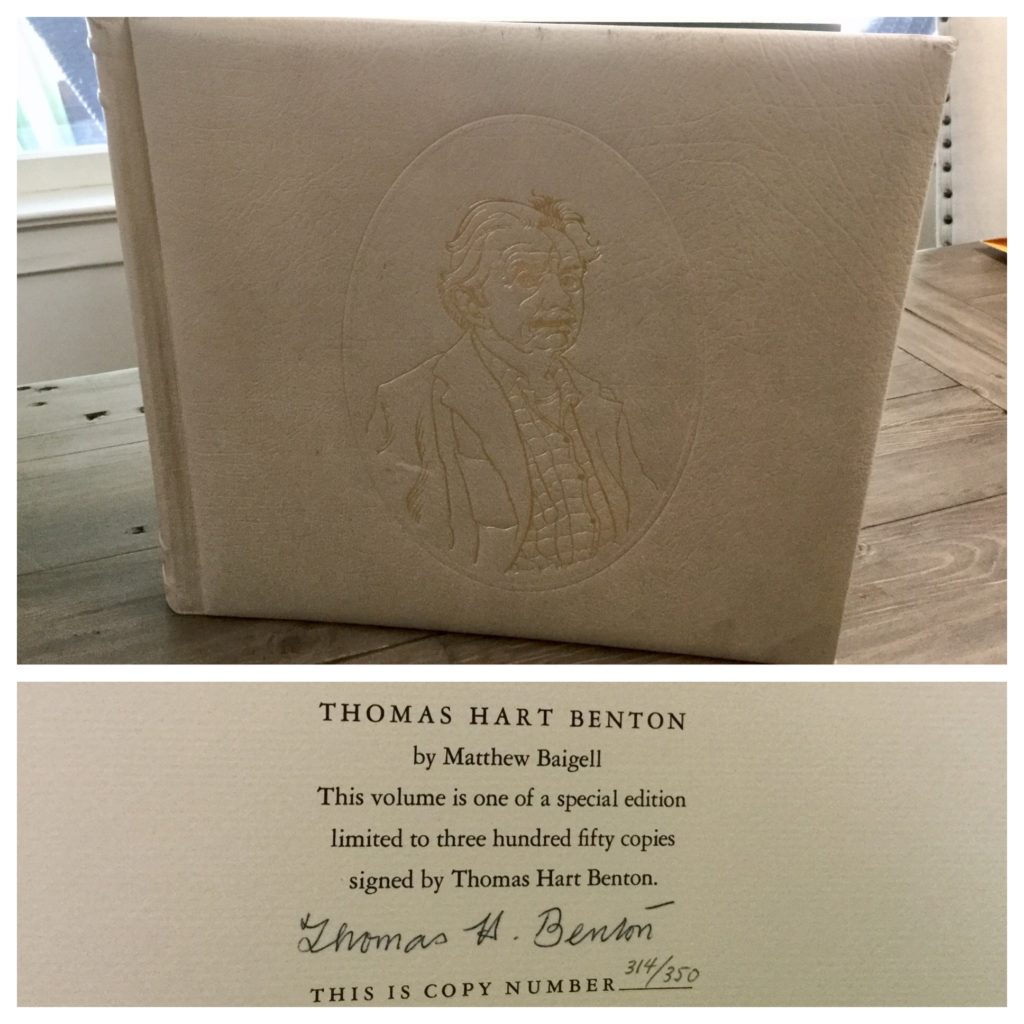 THOMAS HART BENTON
by Matthew Baigell
This volume is one of a special edition
limited to three hundred fifty copies
signed by Thomas Hart Benton.
Thomas H. Benton
THIS IS COPY NUMBER 314/350